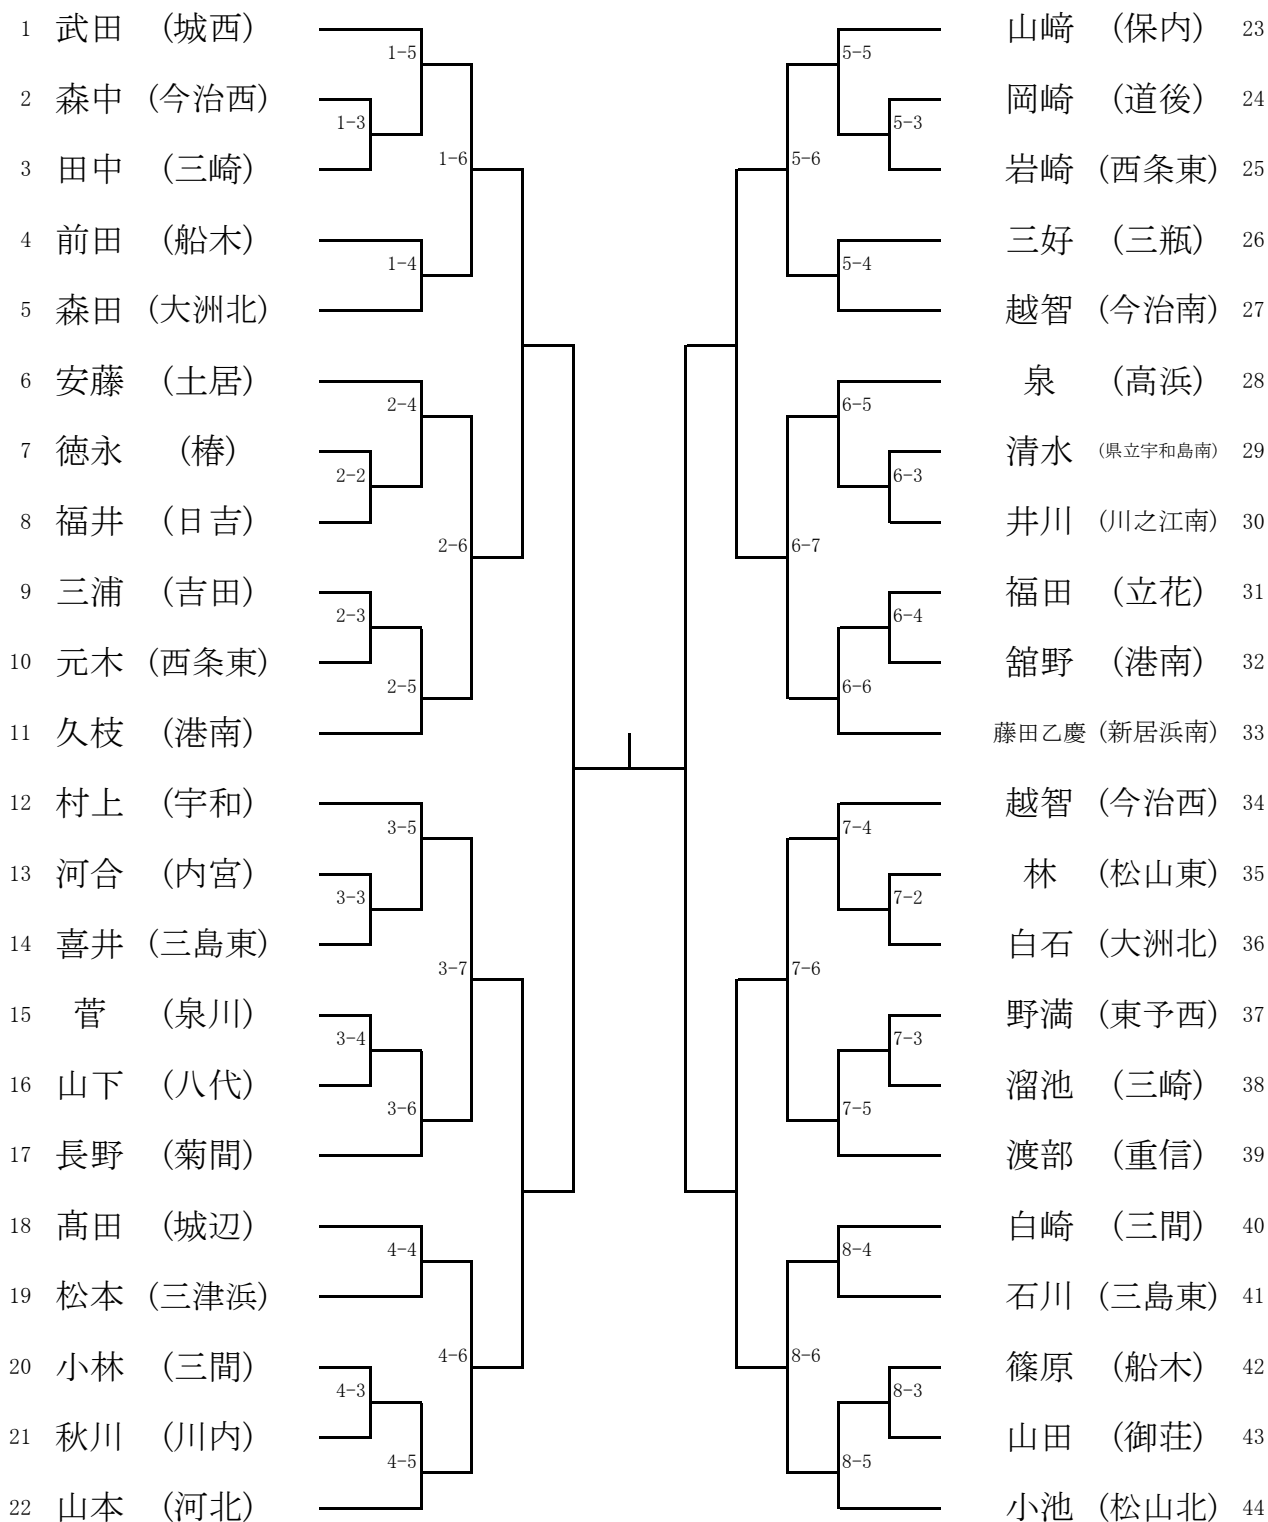 1 武田 (城西)
2 森中 (今治西)
3 田中 (三崎)
4 前田 (船木)
5 森田 (大洲北)
6 安藤 (土居)
7 徳永 (椿)
8 福井 (日吉)
9 三浦 (吉田)
10 元木 (西条東)
11 久枝 (港南)
12 村上 (宇和)
13 河合 (内宮)
14 喜井 (三島東)
15 菅 (泉川)
16 山下 (八代)
17 長野 (菊間)
18 髙田 (城辺)
19 松本 (三津浜)
20 小林 (三間)
21 秋川 (川内)
22 山本 (河北)
1-5
1-3
1-6
1-4
2-4
2-2
2-6
2-3
2-5
3-5
3-3
3-7
3-4
3-6
4-4
4-6
4-3
4-5
5-5
5-3
5-6
5-4
6-5
6-3
6-7
6-4
6-6
7-4
7-2
7-6
7-3
7-5
8-4
8-6
8-3
8-5
山﨑 (保内) 23
岡崎 (道後) 24
岩崎 (西条東) 25
三好 (三瓶) 26
越智 (今治南) 27
泉 (高浜) 28
清水 (県立宇和島南) 29
井川 (川之江南) 30
福田 (立花) 31
舘野 (港南) 32
藤田乙慶 (新居浜南) 33
越智 (今治西) 34
林 (松山東) 35
白石 (大洲北) 36
野満 (東予西) 37
溜池 (三崎) 38
渡部 (重信) 39
白崎 (三間) 40
石川 (三島東) 41
篠原 (船木) 42
山田 (御荘) 43
小池 (松山北) 44